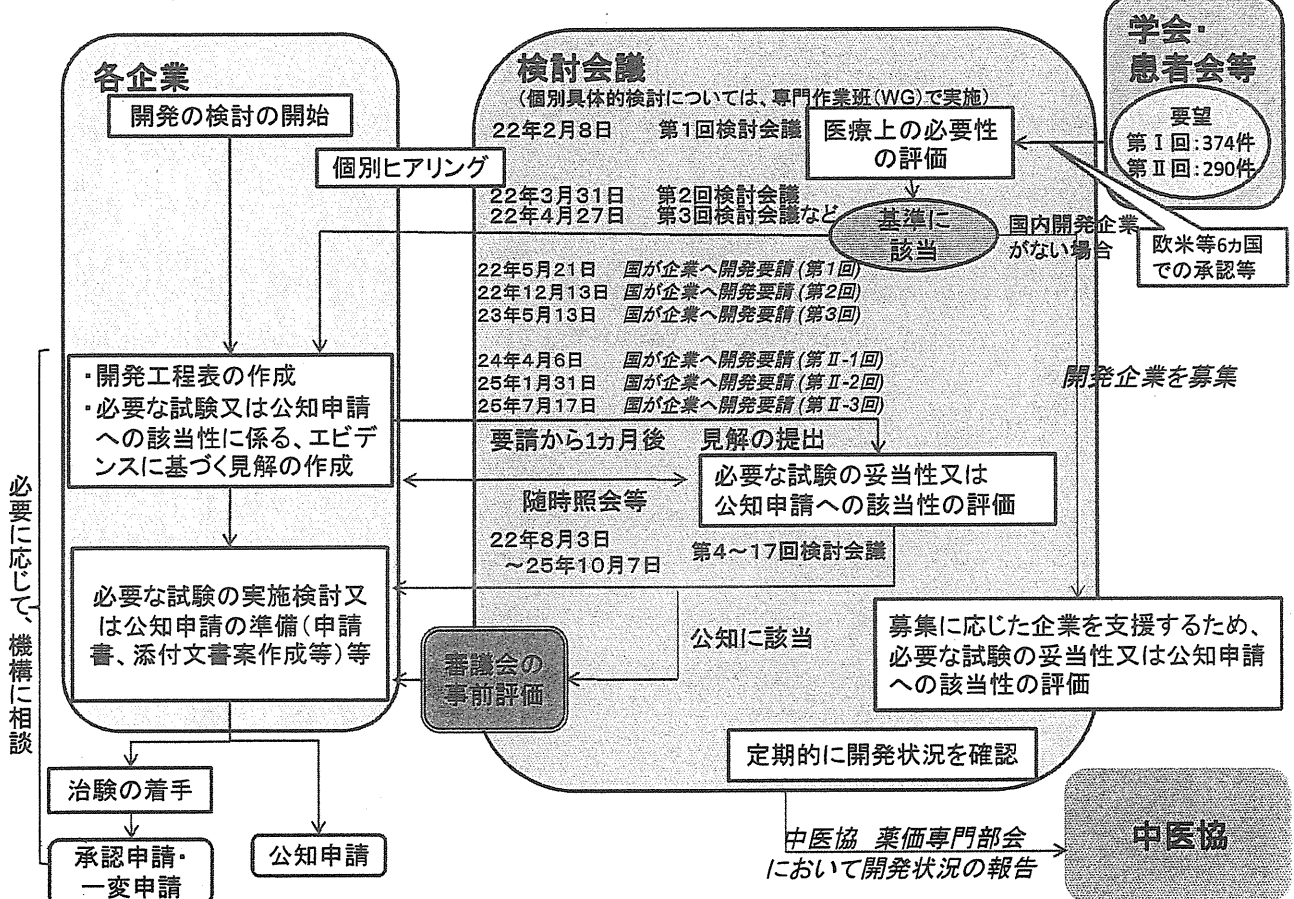 各企業
開発の検討の開始
個別ヒアリング
・開発工程表の作成
・必要な試験又は公知申請
への該当性に係る、エビデ
ンスに基づく見解の作成
必要な試験の実施検討又
は公知申請の準備(申請
書、添付文書案作成等)等
治験の着手
承認申請・
一変申請
公知申請
必要に応じて、機構に相談
検討会議
(個別具体的検討については、専門作業班(WG)で実施)
22年2月8日 第1回検討会議
医療上の必要性
の評価
22年3月31日 第2回検討会議
22年4月27日 第3回検討会議など
基準に
該当
国内開発企業
がない場合
22年5月21日 国が企業へ開発要請(第1回)
22年12月13日 国が企業へ開発要請(第2回)
23年5月13日 国が企業へ開発要請(第3回)
24年4月6日 国が企業へ開発要請(第Ⅱ-1回)
25年1月31日 国が企業へ開発要請(第Ⅱ-2回)
25年7月17日 国が企業へ開発要請(第Ⅱ-3回)
要請から1ヵ月後 見解の提出
必要な試験の妥当性又は
公知申請への該当性の評価
随時照会等
22年8月3日
~25年10月7日
第4~17回検討会議
公知に該当
審議会の
事前評価
定期的に開発状況を確認
学会・
患者会等
要望
第Ⅰ回:374件
第Ⅱ回:290件
欧米等6ヵ国
での承認等
開発企業を募集
募集に応じた企業を支援するため、
必要な試験の妥当性又は公知申請
への該当性の評価
中医協 薬価専門部会
において開発状況の報告
中医協